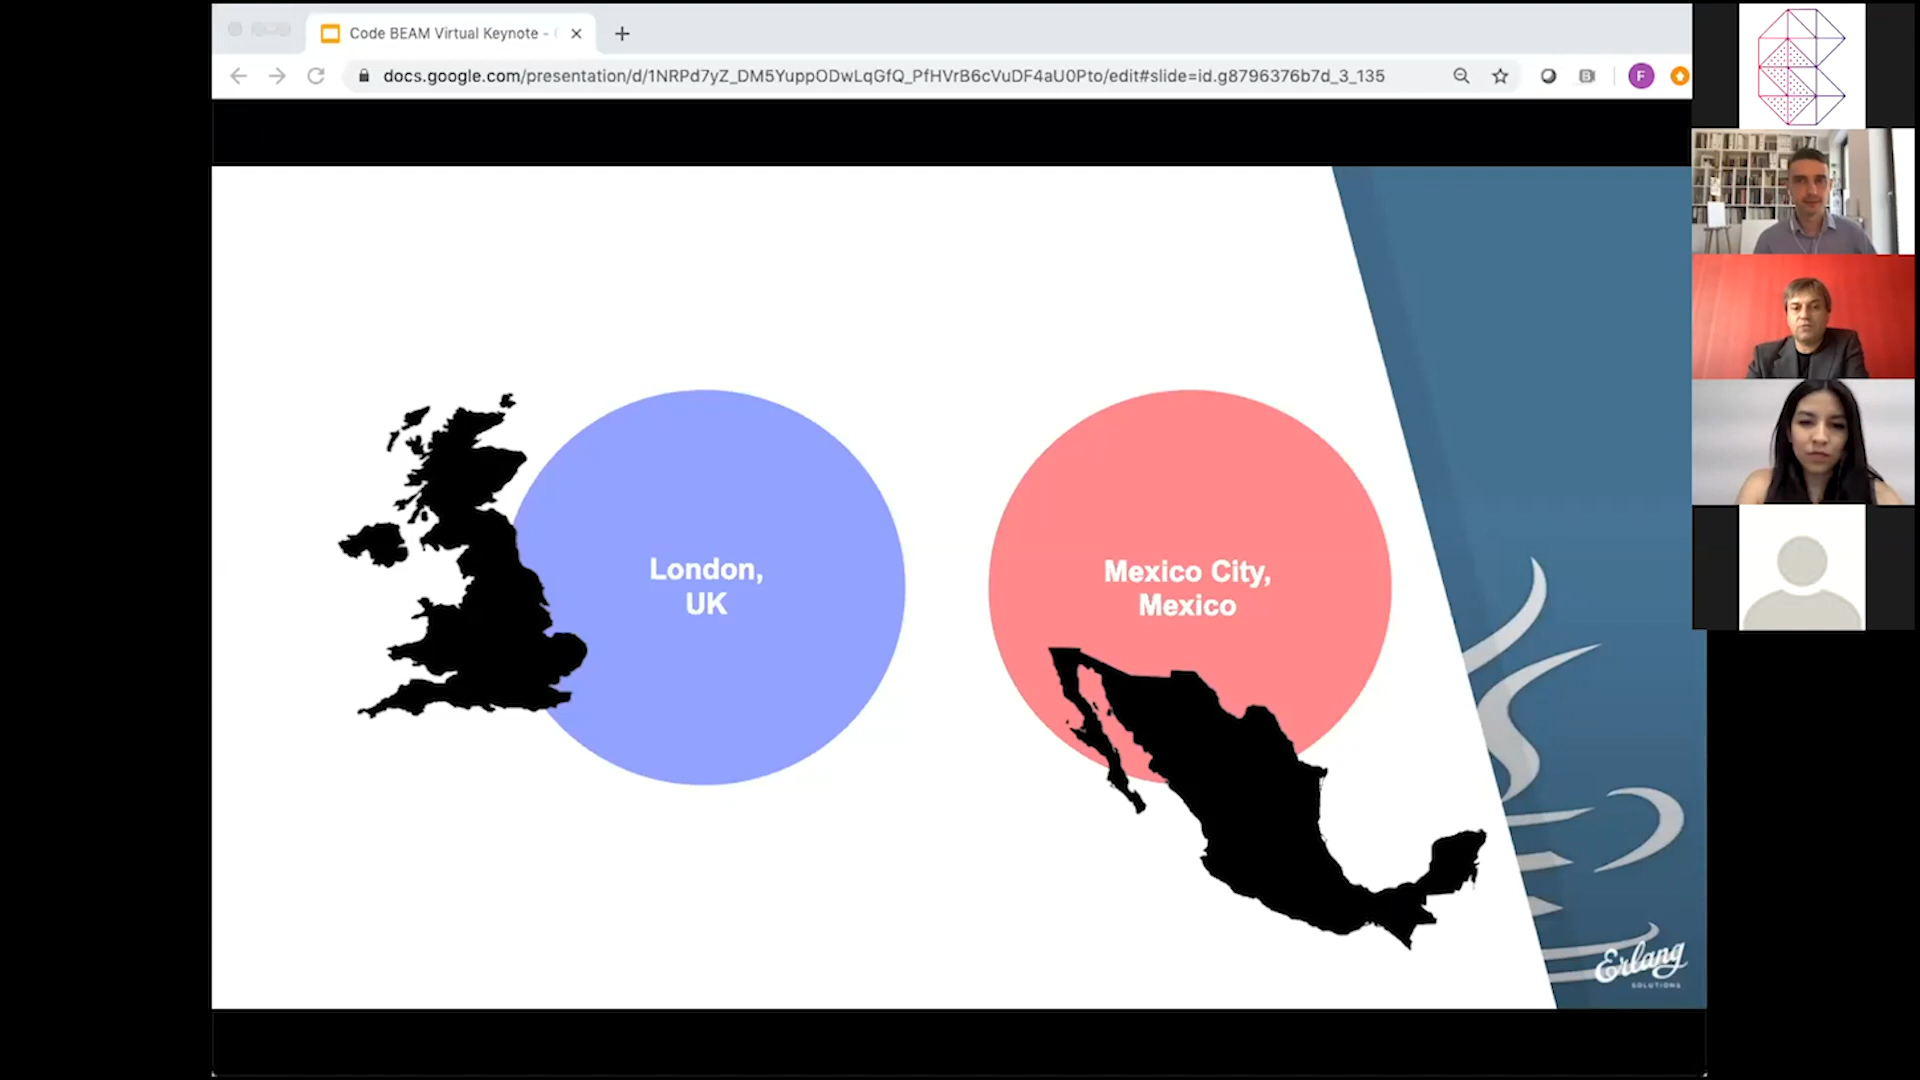 Code BEAM Virtual Keynote -
docs.google.com/presentation/d/1NRPd7yZ_DM5YuppODwLqGfQ_PfHVrB6cVuDF4aU0Pto/edit#slide=id.g8796376b7d_3_135
F
London,
UK
Mexico City,
Mexico
Erlang
SOLUTIONS